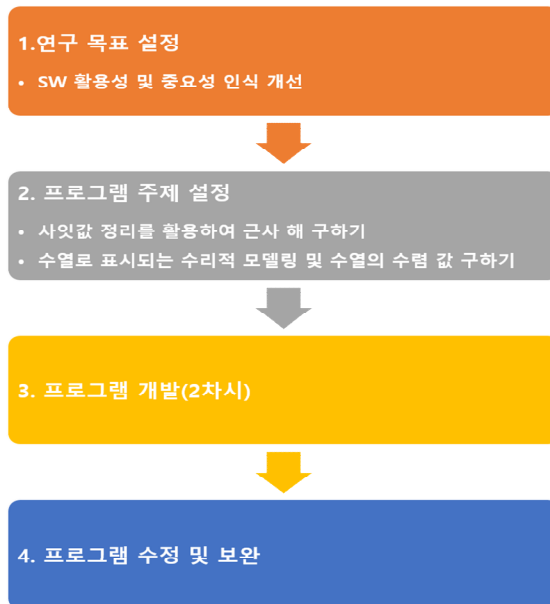 1.연구 목표 설정
• SW 활용성 및 중요성 인식 개선
2. 프로그램 주제 설정
• 사잇값 정리를 활용하여 근사 해 구하기
• 수열로 표시되는 수리적 모델링 및 수열의 수렴 값 구하기
3. 프로그램 개발(2차시)
4. 프로그램 수정 및 보완